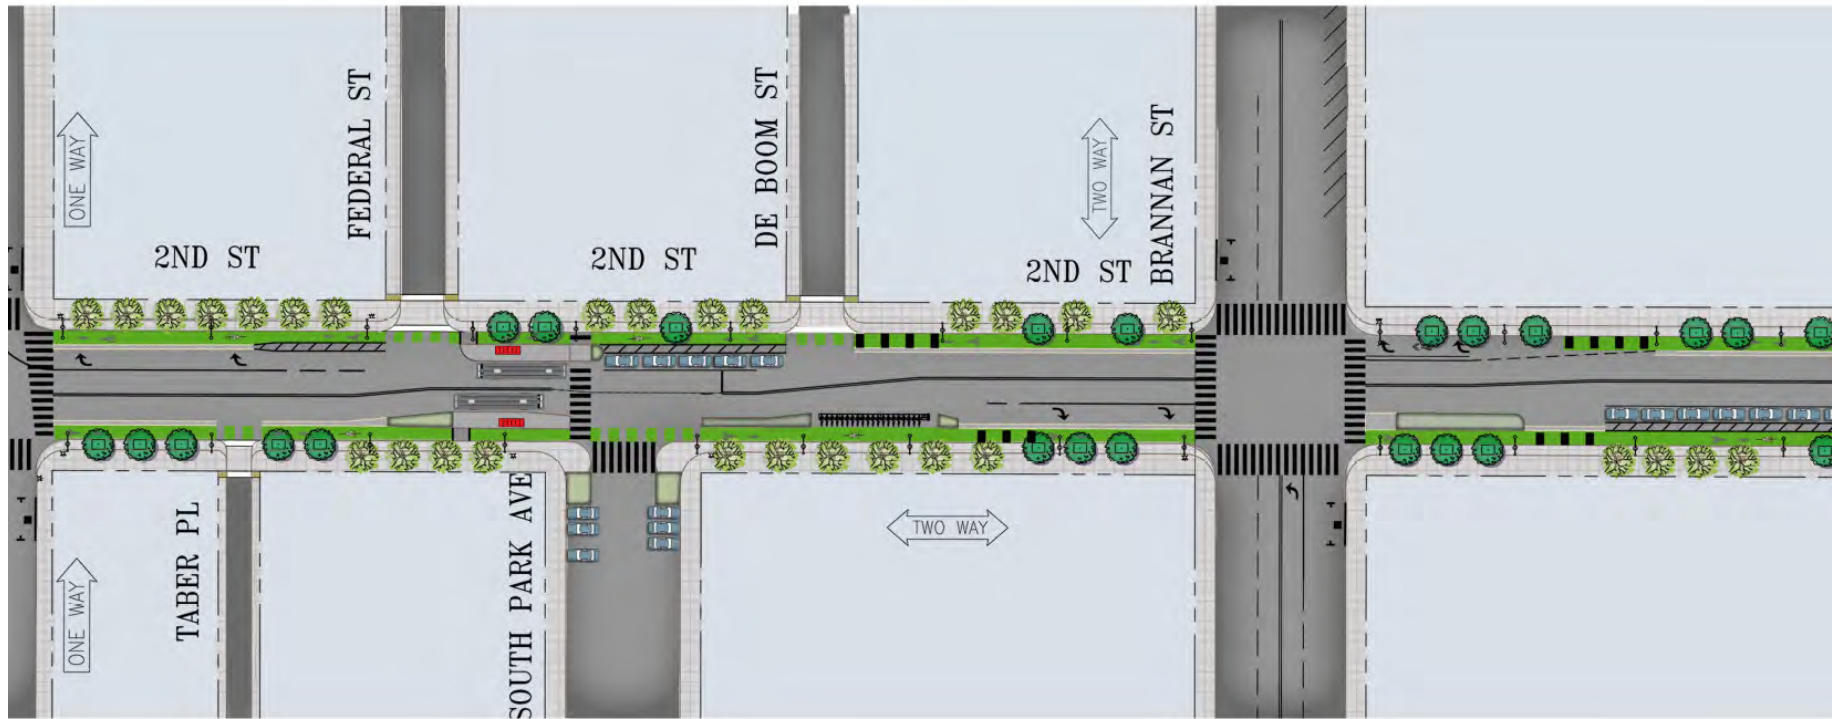 ONE WAY
FEDERAL ST
DE BOOM ST
TWO WAY
BRANNAN ST
2ND ST
2ND ST
2ND ST
ONE WAY
TABER PL
SOUTH PARK AVE
TWO WAY